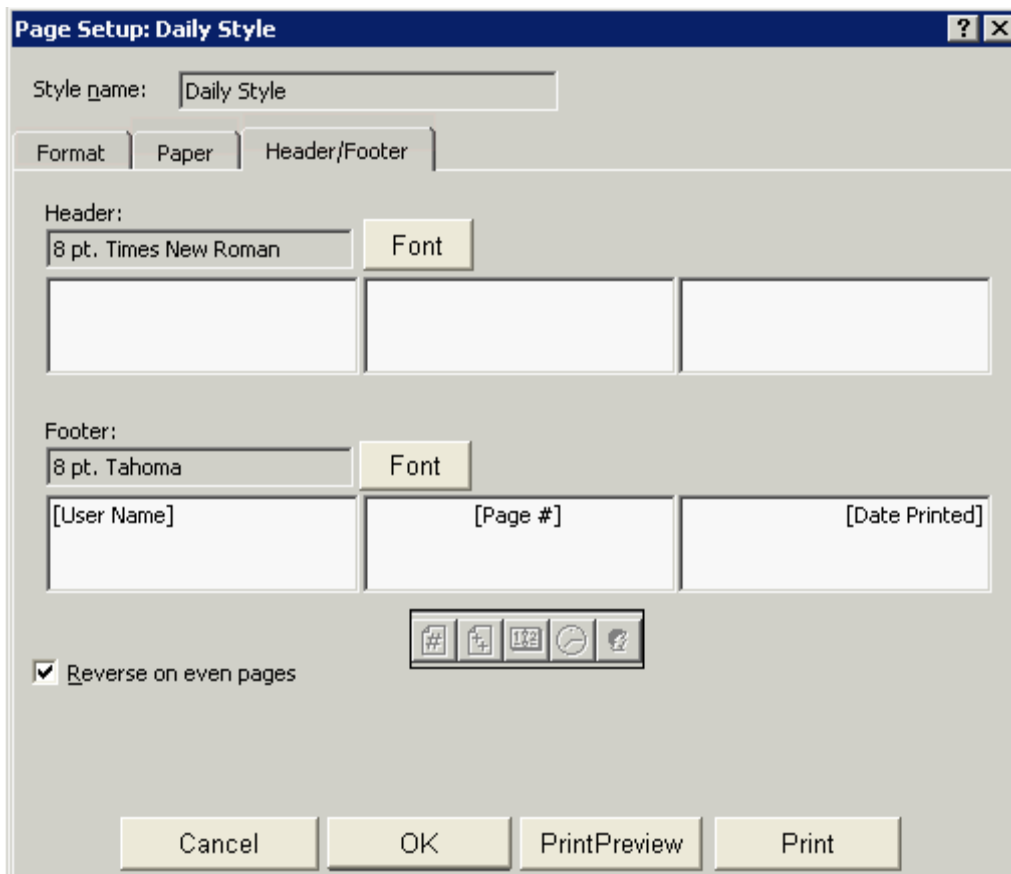 Page Setup: Daily Style
Style name: Daily Style
Format Paper Header/Footer
Header:
8 pt. Times New Roman Font
Footer:
8 pt. Tahoma Font
[User Name] [Page #] [Date Printed]
Reverse on even pages
Cancel OK PrintPreview Print